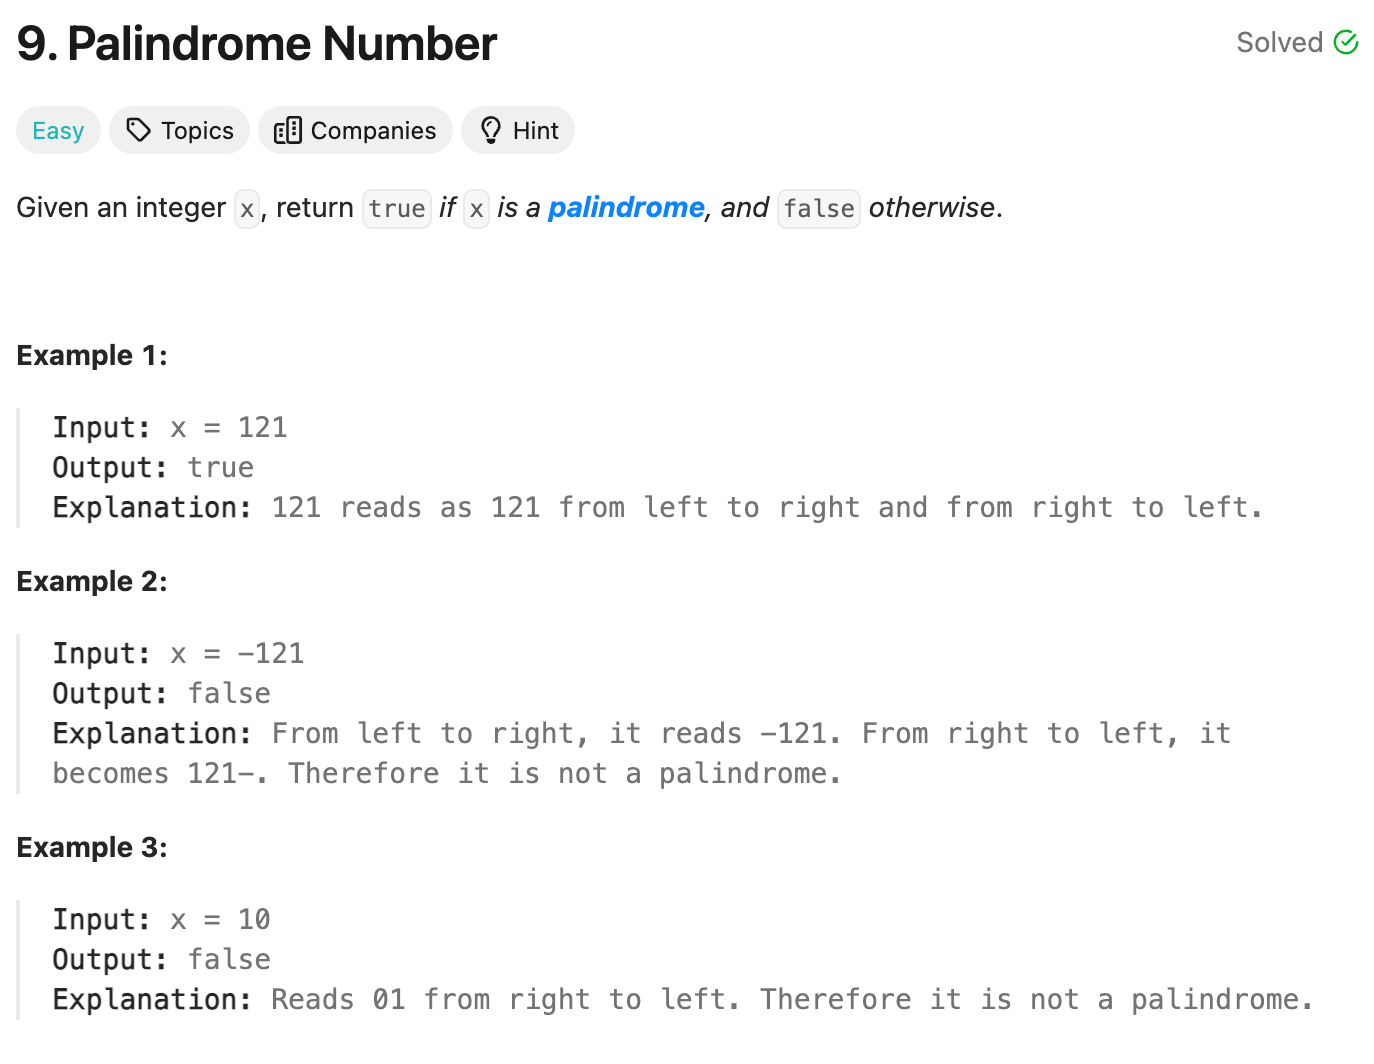 9. Palindrome Number
Solved
Easy Topics Companies Hint
Given an integer x, return true if x is a palindrome, and false otherwise.
Example 1:
Input: x = 121
Output: true
Explanation: 121 reads as 121 from left to right and from right to left.
Example 2:
Input: x = -121
Output: false
Explanation: From left to right, it reads -121. From right to left, it
becomes 121-. Therefore it is not a palindrome.
Example 3:
Input: x = 10
Output: false
Explanation: Reads 01 from right to left. Therefore it is not a palindrome.